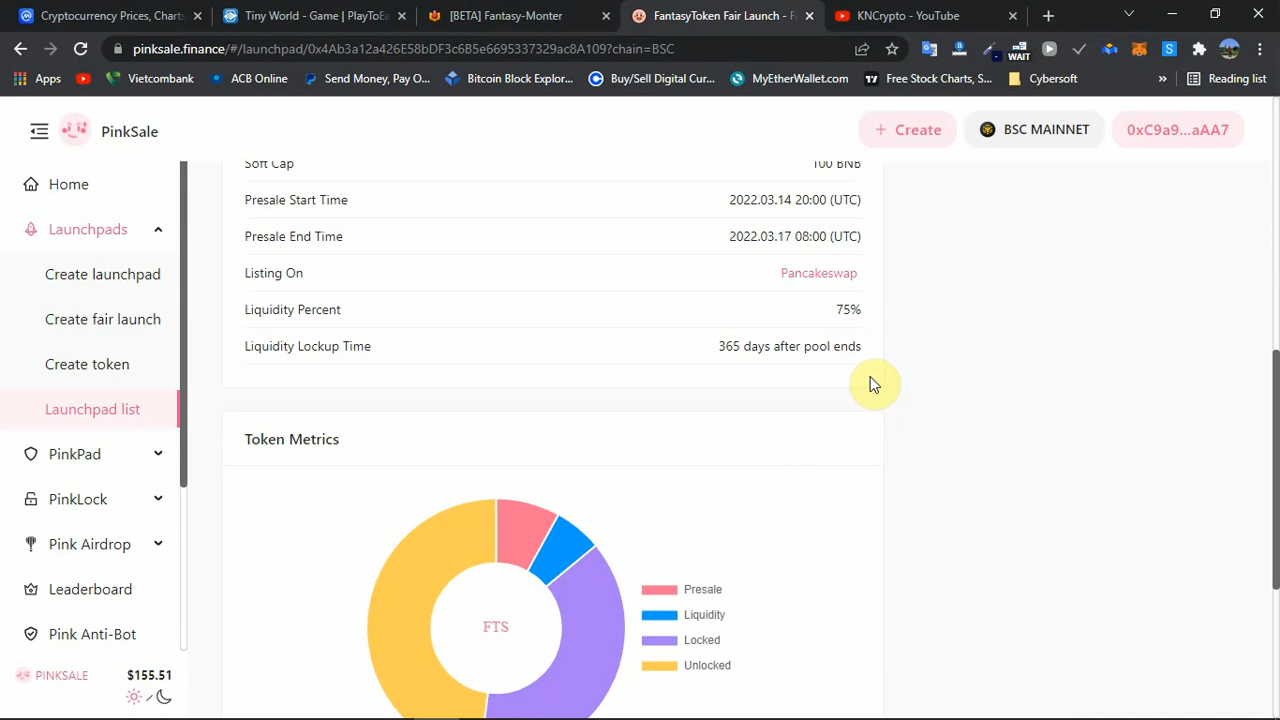 Cryptocurrency Prices, Charts
Tiny World - Game | PlayToEa
[BETA] Fantasy-Monter
FantasyToken Fair Launch - Fa
KNCrypto - YouTube
pinksale.finance/#/launchpad/0x4Ab3a12a426E58bDF3c6B5e6695337329ac8A109?chain=BSC
WAIT
Apps
Vietcombank
ACB Online
Send Money, Pay O...
Bitcoin Block Explor...
Buy/Sell Digital Cur...
MyEtherWallet.com
Free Stock Charts, S...
Cybersoft
»
Reading list
PinkSale
+ Create
BSC MAINNET
0xC9a9...aAA7
Home
Launchpads
Create launchpad
Create fair launch
Create token
Launchpad list
PinkPad
PinkLock
Pink Airdrop
Leaderboard
Pink Anti-Bot
PINKSALE $155.51
Soft Cap 100 BNB
Presale Start Time 2022.03.14 20:00 (UTC)
Presale End Time 2022.03.17 08:00 (UTC)
Listing On Pancakeswap
Liquidity Percent 75%
Liquidity Lockup Time 365 days after pool ends
Token Metrics
FTS
Presale
Liquidity
Locked
Unlocked